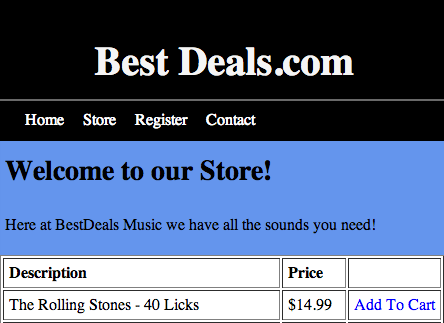 Best Deals.com
Home Store Register Contact
Welcome to our Store!
Here at BestDeals Music we have all the sounds you need!
Description Price
The Rolling Stones - 40 Licks $14.99 Add To Cart